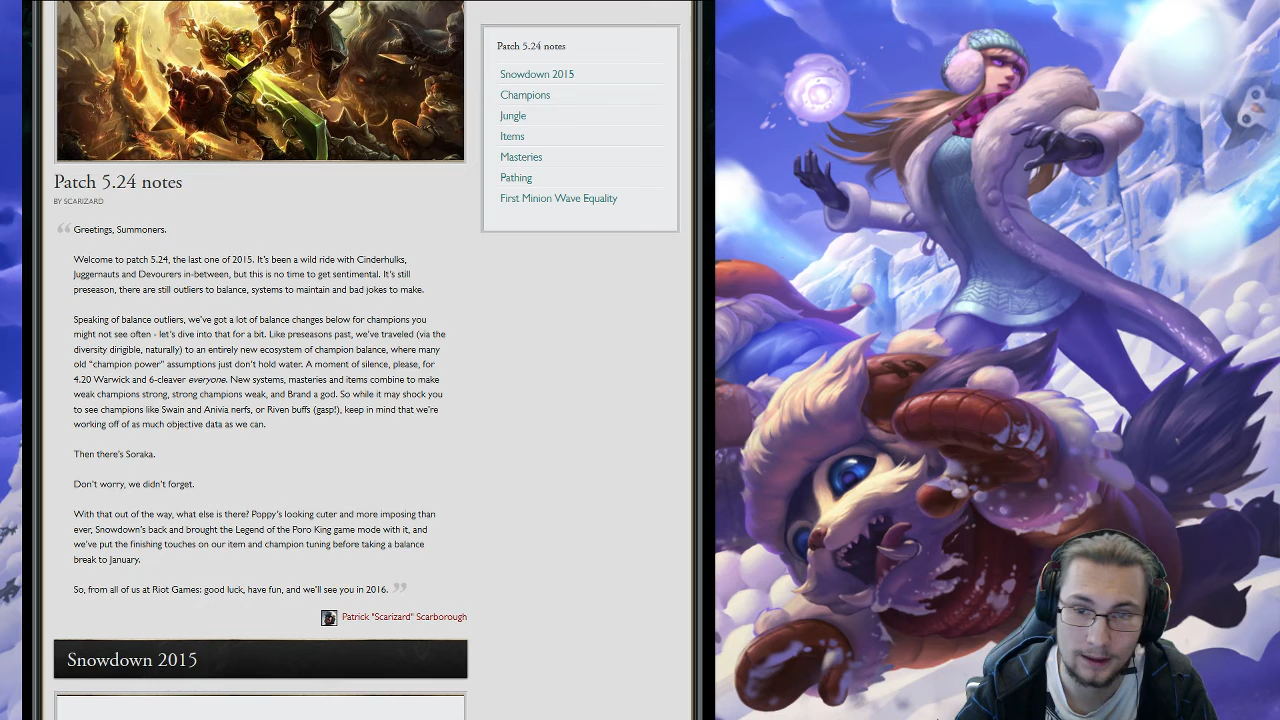 Patch 5.24 notes
BY SCARIZARD
“ Greetings, Summoners.
Welcome to patch 5.24, the last one of 2015. It's been a wild ride with Cinderhulks,
Juggernauts and Devourers in-between, but this is no time to get sentimental. It's still
preseason, there are still outliers to balance, systems to maintain and bad jokes to make.
Speaking of balance outliers, we've got a lot of balance changes below for champions you
might not see often - let's dive into that for a bit. Like preseasons past, we've traveled (via the
diversity dirigible, naturally) to an entirely new ecosystem of champion balance, where many
old "champion power" assumptions just don't hold water. A moment of silence, please, for
4.20 Warwick and 6-cleaver everyone. New systems, masteries and items combine to make
weak champions strong, strong champions weak, and Brand a god. So while it may shock you
to see champions like Swain and Anivia nerfs, or Riven buffs (gasp!), keep in mind that we're
working off of as much objective data as we can.
Then there's Soraka.
Don't worry, we didn't forget.
With that out of the way, what else is there? Poppy's looking cuter and more imposing than
ever, Snowdown's back and brought the Legend of the Poro King game mode with it, and
we've put the finishing touches on our item and champion tuning before taking a balance
break to January.
So, from all of us at Riot Games: good luck, have fun, and we'll see you in 2016. ”
Patrick "Scarizard" Scarborough
Snowdown 2015
Patch 5.24 notes
Snowdown 2015
Champions
Jungle
Items
Masteries
Pathing
First Minion Wave Equality